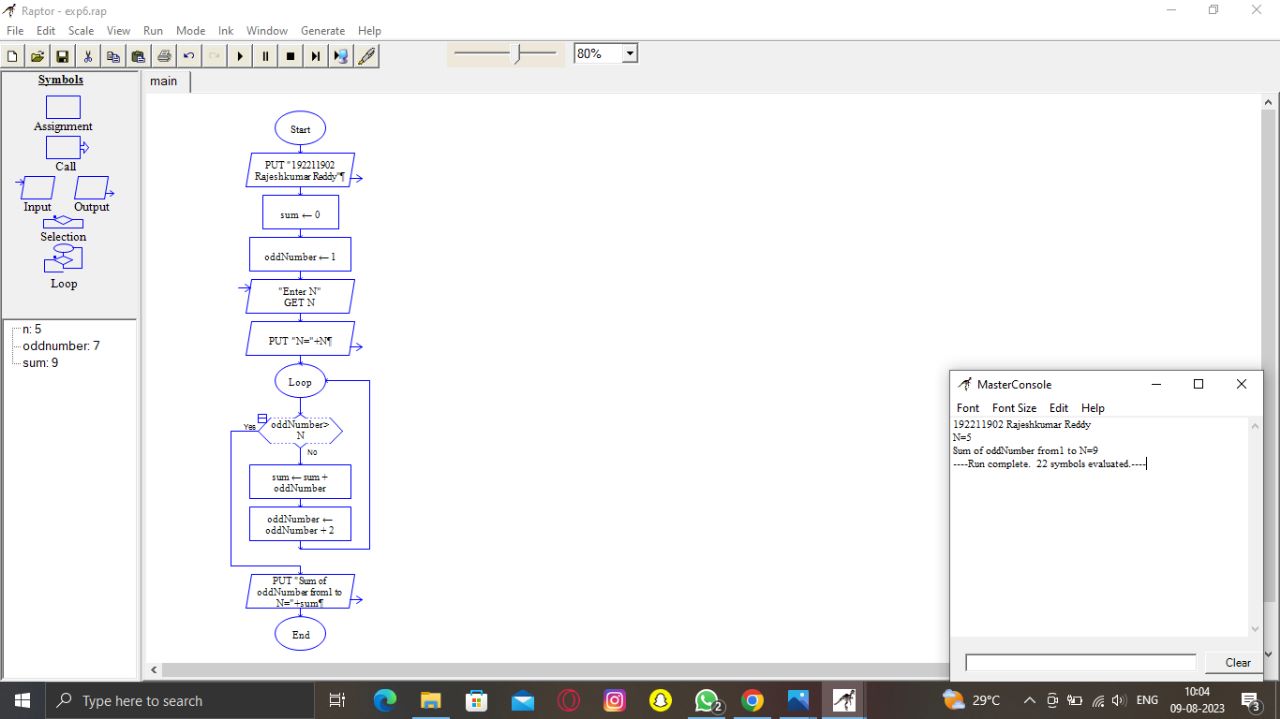 Raptor - exp6.rap
File Edit Scale View Run Mode Ink Window Generate Help
80%
Symbols
Assignment
Call
Input Output
Selection
Loop
n: 5
oddnumber: 7
sum: 9
main
Start
PUT "192211902
Rajeshkumar Reddy"¶
sum ← 0
oddNumber ← 1
"Enter N"
GET N
PUT "N="+N¶
Loop
oddNumber>
N
Yes
No
sum ← sum +
oddNumber
oddNumber ←
oddNumber + 2
PUT "Sum of
oddNumber from1 to
N="+sum¶
End
MasterConsole
Font Font Size Edit Help
192211902 Rajeshkumar Reddy
N=5
Sum of oddNumber from1 to N=9
----Run complete. 22 symbols evaluated.----
Clear
Type here to search
2
29°C
ENG
10:04
09-08-2023
3